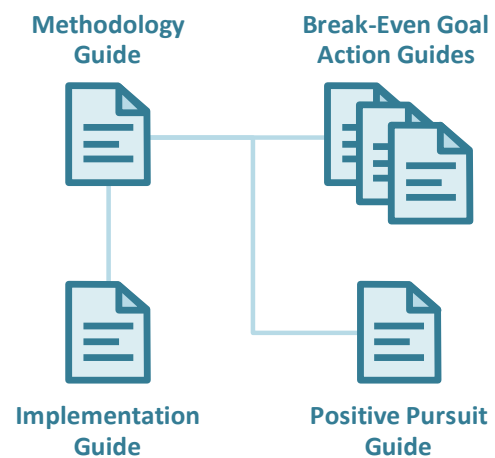 Methodology
Guide
Break-Even Goal
Action Guides
Implementation
Guide
Positive Pursuit
Guide